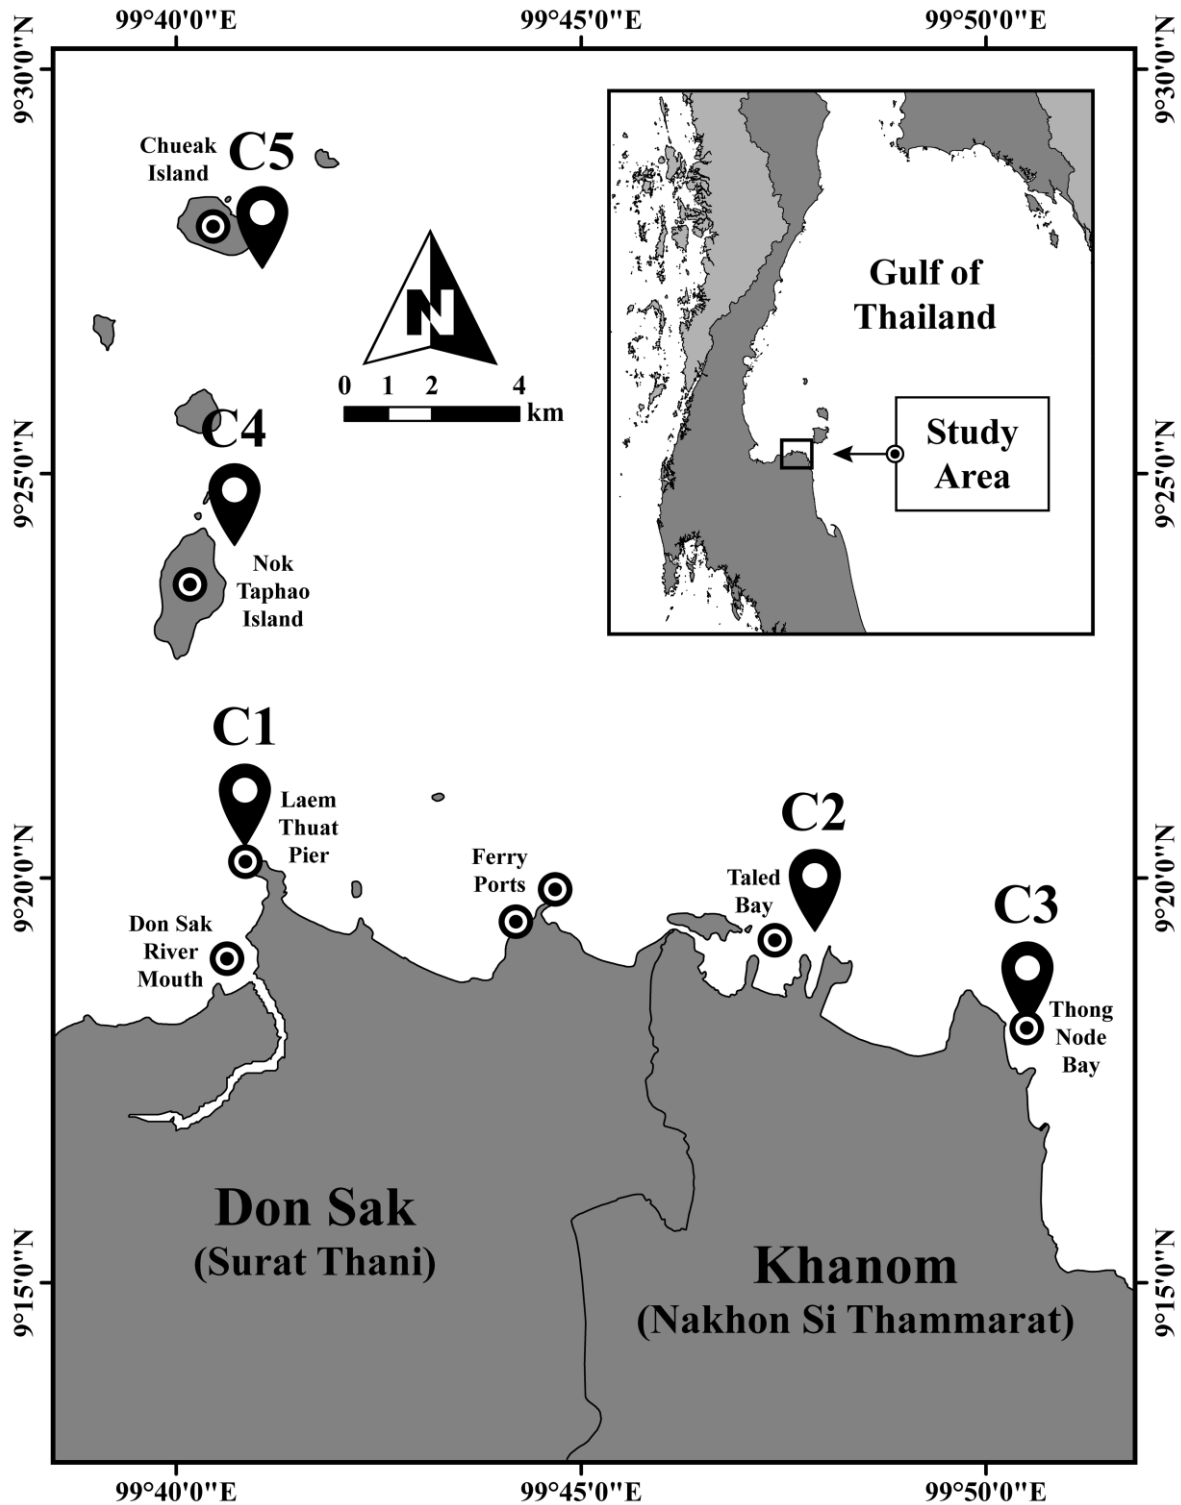 99°40'0"E
99°45'0"E
99°50'0"E
9°30'0"N
9°30'0"N
Chueak
Island
C5
N
0 1 2 4
km
Gulf of
Thailand
Study
Area
C4
9°25'0"N
9°25'0"N
Nok
Taphao
Island
C1
Laem
Thuat
Pier
C2
Ferry
Ports
Taled
Bay
9°20'0"N
9°20'0"N
C3
Don Sak
River
Mouth
Thong
Node
Bay
Don Sak
(Surat Thani)
Khanom
(Nakhon Si Thammarat)
9°15'0"N
9°15'0"N
99°40'0"E
99°45'0"E
99°50'0"E